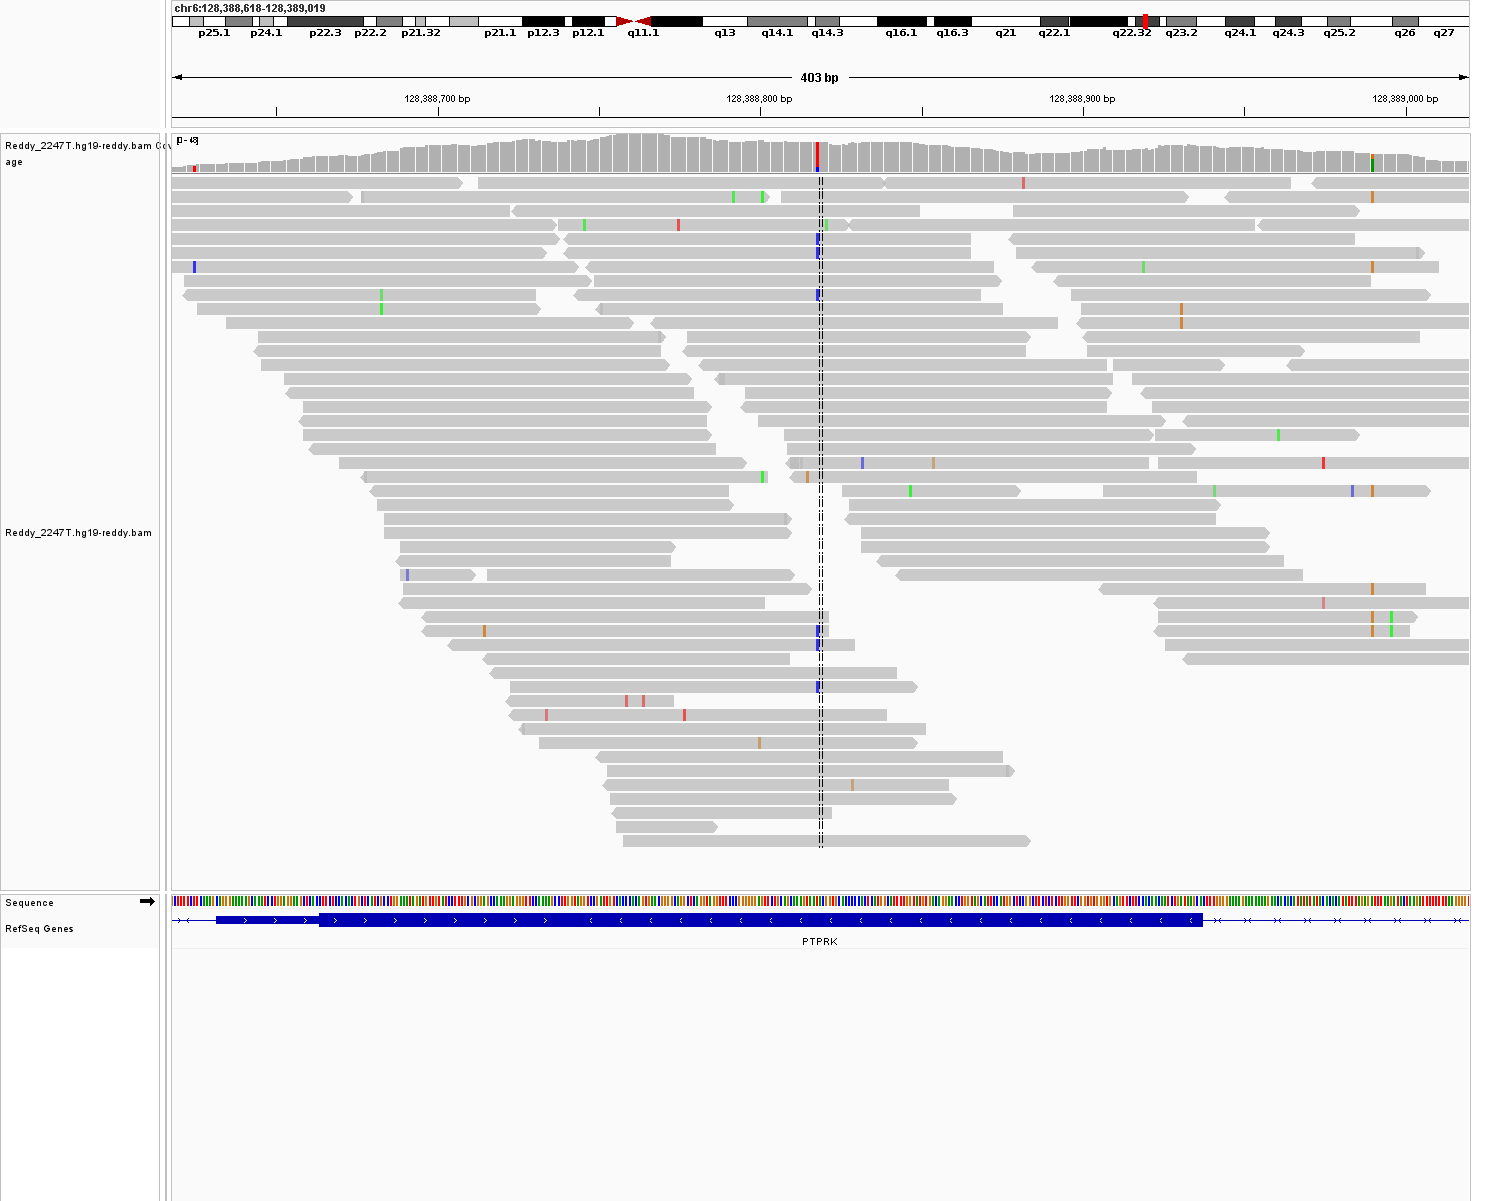 chr6:128,388,618-128,389,019
p25.1 p24.1 p22.3 p22.2 p21.32 p21.1 p12.3 p12.1 q11.1 q13 q14.1 q14.3 q16.1 q16.3 q21 q22.1 q22.32 q23.2 q24.1 q24.3 q25.2 q26 q27
403 bp
128,388,700 bp 128,388,800 bp 128,388,900 bp 128,389,000 bp
Reddy_2247T.hg19-reddy.bam Cov
age
Reddy_2247T.hg19-reddy.bam
Sequence
RefSeq Genes
PTPRK